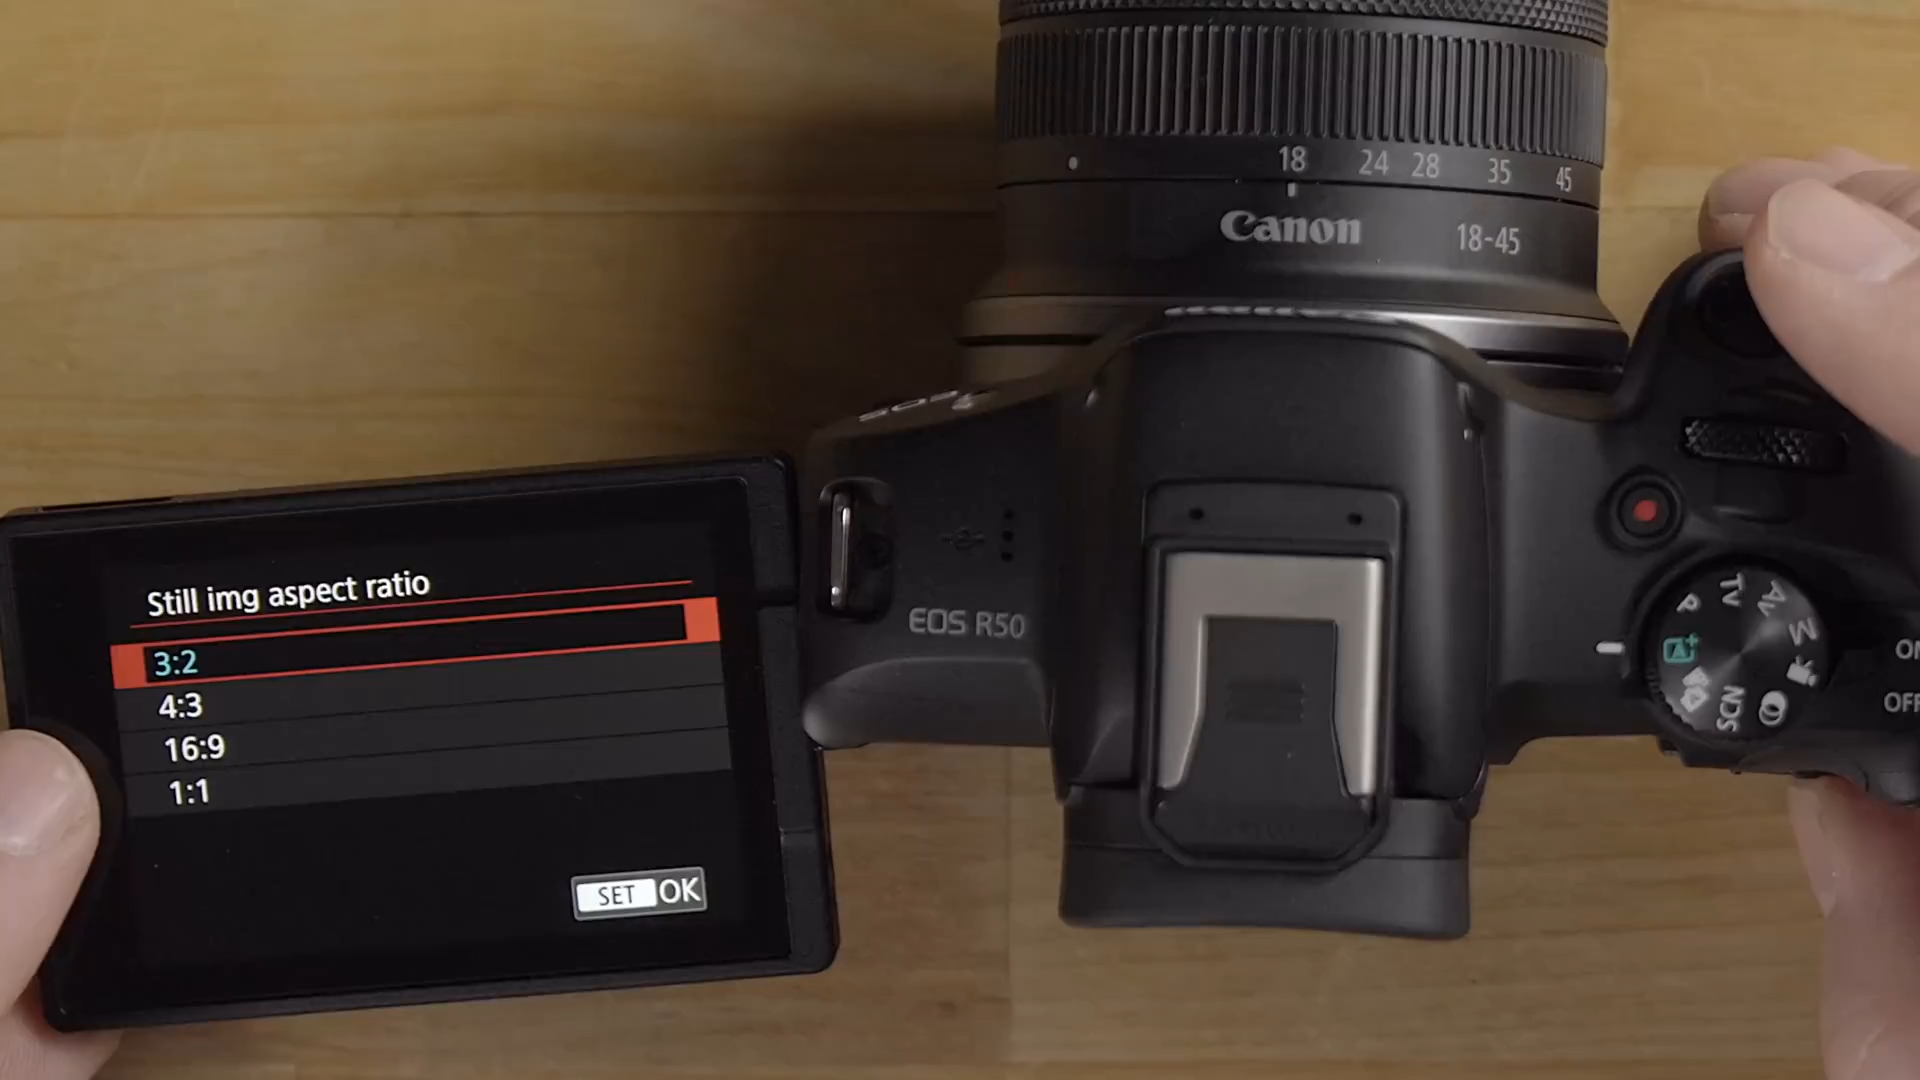 18 24 28 35 45
Canon 18-45
Still img aspect ratio
3:2
4:3
16:9
1:1
SET OK
EOS R50
P Tv Av M
A+
SCN
ON
OFF